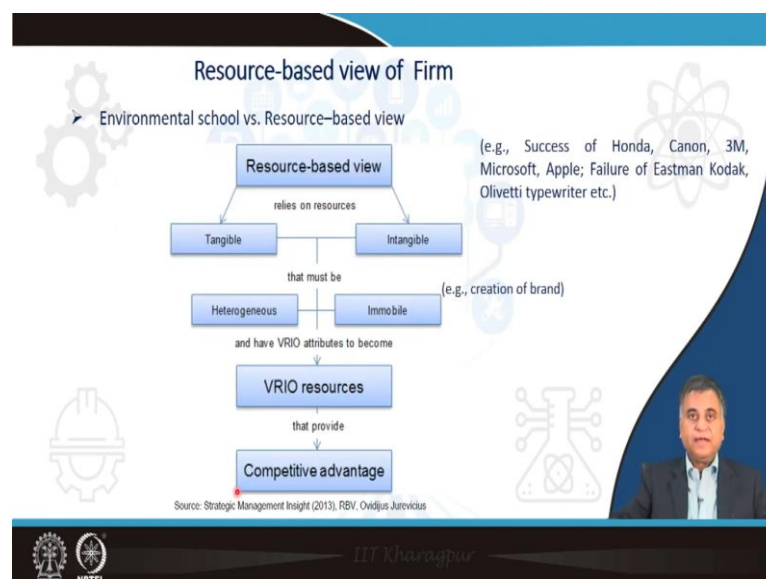 Resource-based view of Firm
➤ Environmental school vs. Resource–based view
(e.g., Success of Honda, Canon, 3M,
Microsoft, Apple; Failure of Eastman Kodak,
Olivetti typewriter etc.)
Resource-based view
relies on resources
Tangible
Intangible
that must be
(e.g., creation of brand)
Heterogeneous
Immobile
and have VRIO attributes to become
VRIO resources
that provide
Competitive advantage
Source: Strategic Management Insight (2013), RBV, Ovidijus Jurevicius
IIT Kharagpur
NPTEL